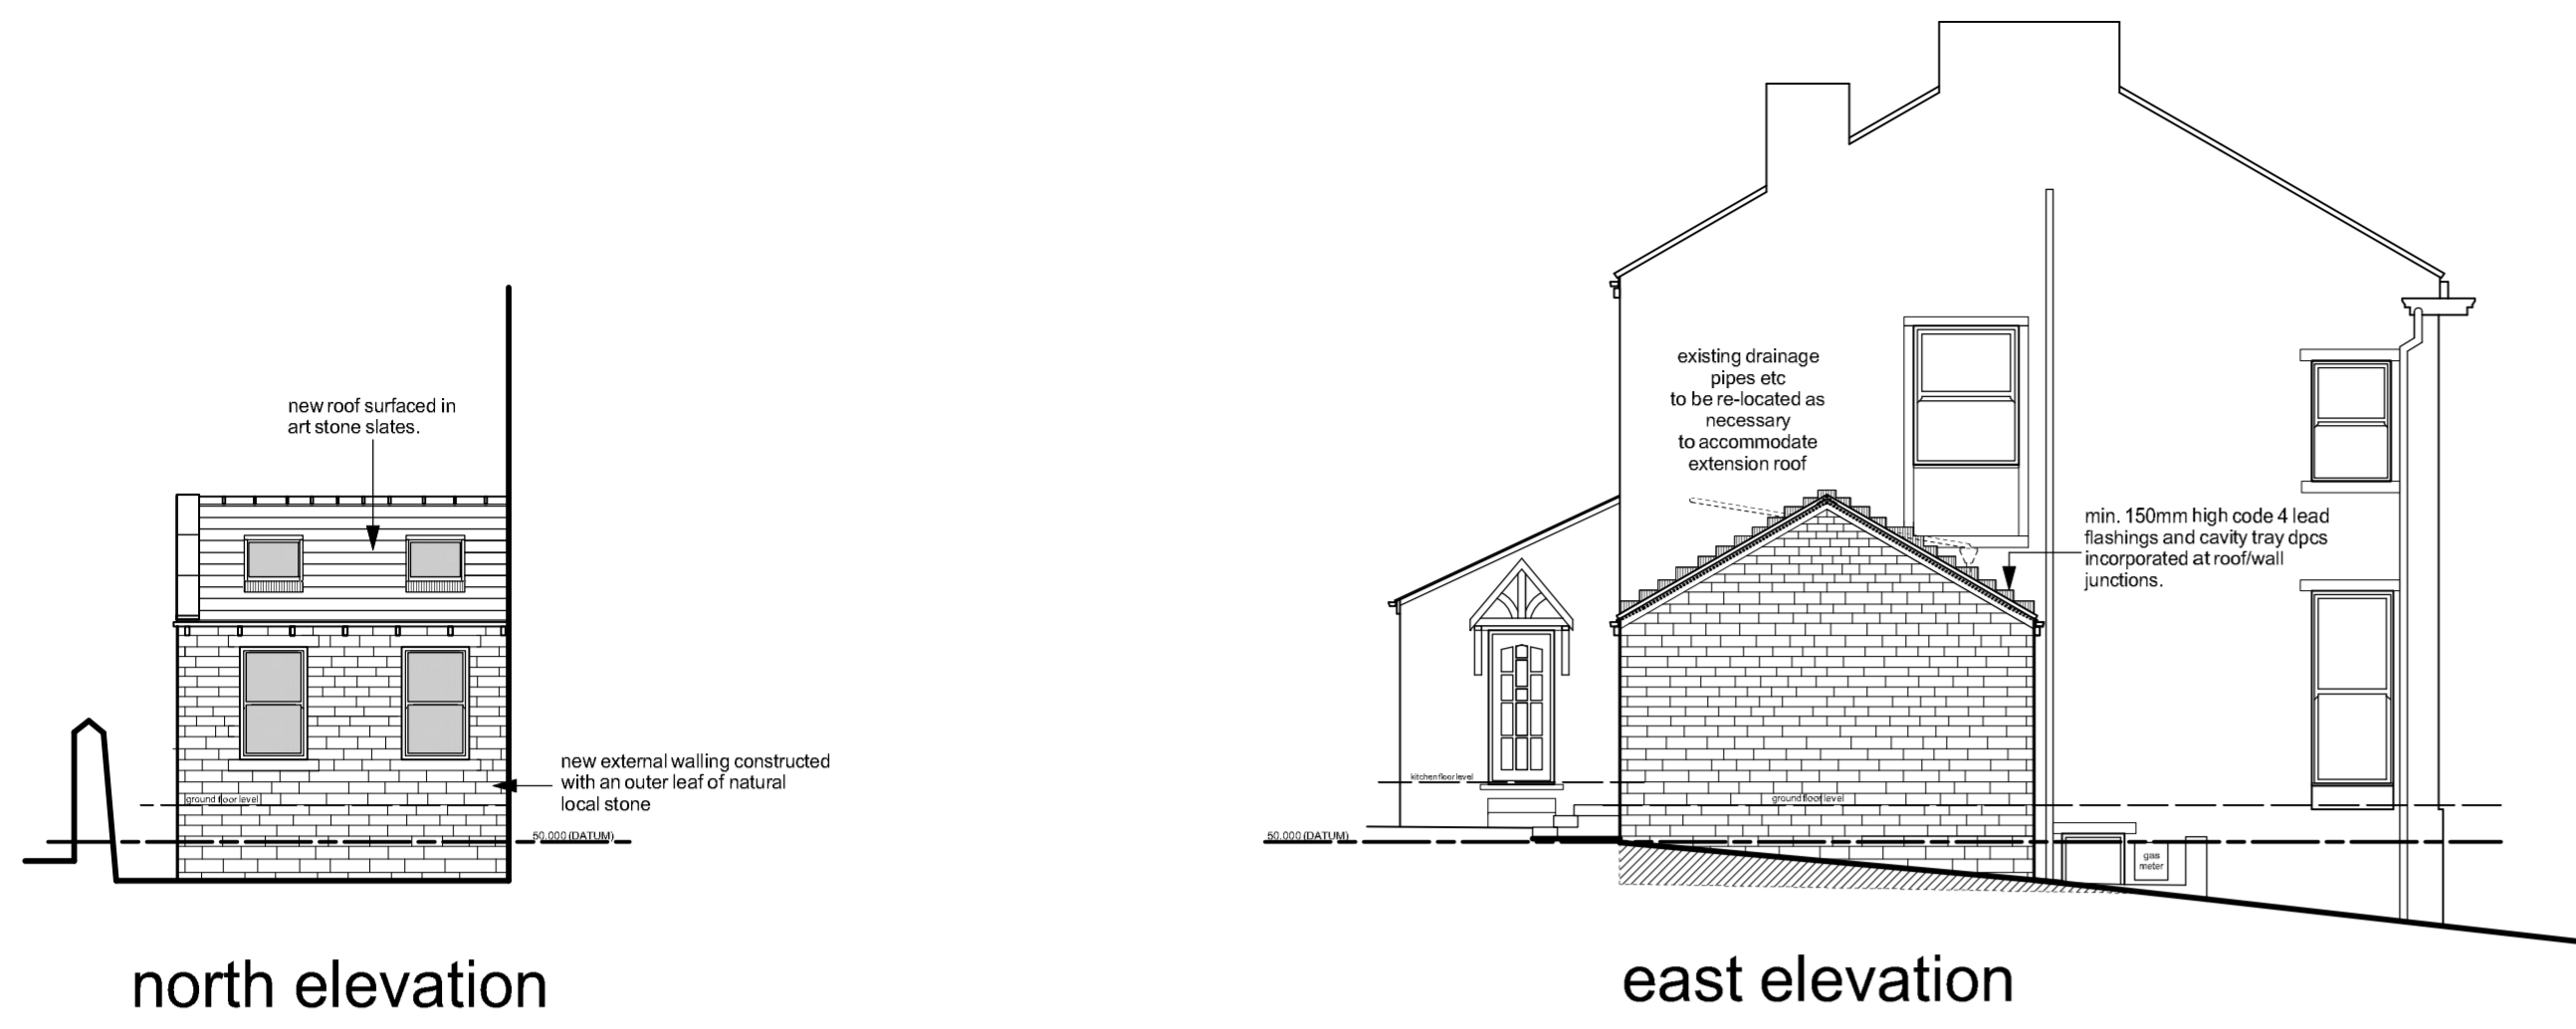 new roof surfaced in
art stone slates.
new external walling constructed
with an outer leaf of natural
local stone
ground floor level
50.000 (DATUM)
north elevation
existing drainage
pipes etc
to be re-located as
necessary
to accommodate
extension roof
min. 150mm high code 4 lead
flashings and cavity tray dpcs
incorporated at roof/wall
junctions.
kitchen floor level
ground floor level
50.000 (DATUM)
gas
meter
east elevation